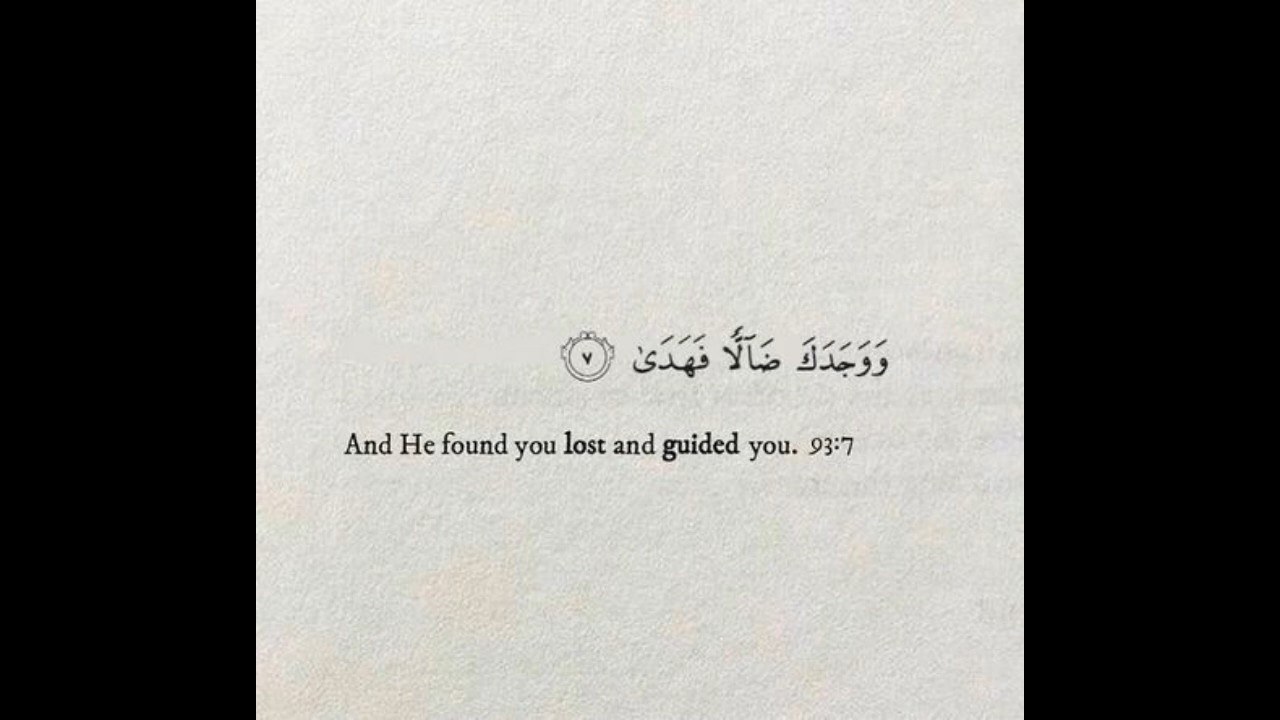 وَوَجَدَكَ ضَآلًّا فَهَدَىٰ ٧
And He found you lost and guided you. 93:7